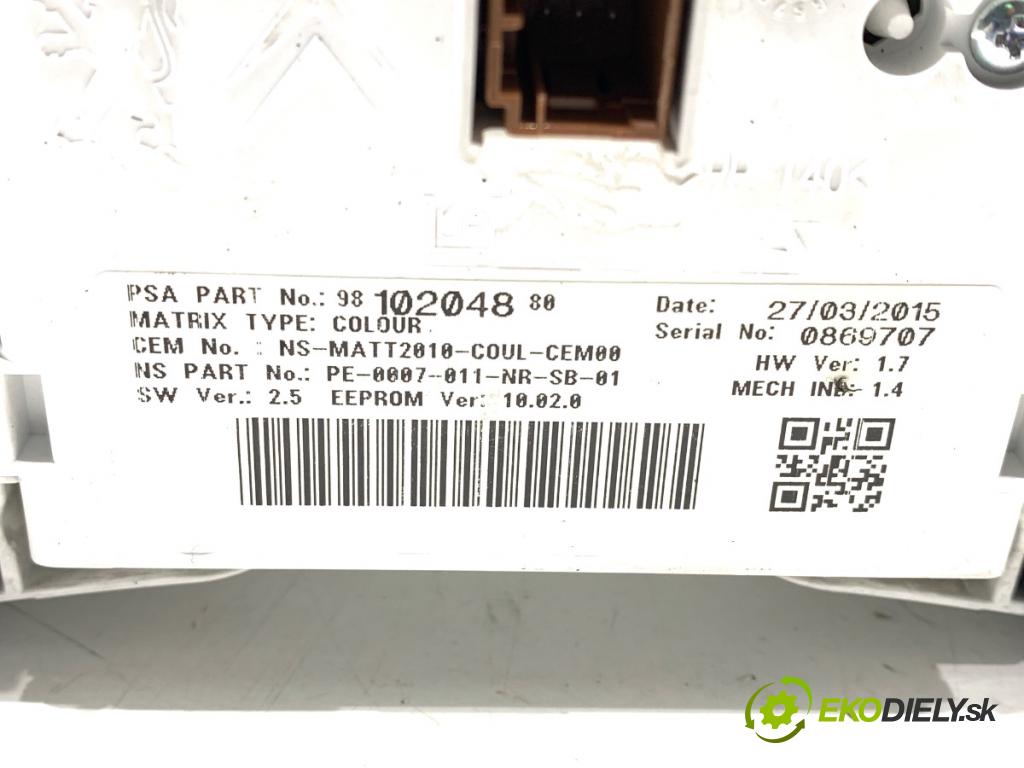 PSA PART No.: 98 102048 80
MATRIX TYPE: COLOUR.
CEM No. : NS-MATT2010-COUL-CEM00
NS PART No.: PE-0007-011-NR-SB-01
SW Ver.: 2.5 EEPROM Ver: 10.02.0
Date: 27/03/2015
Serial No: 0869707
HW Ver: 1.7
MECH IND: 1.4
EKODIELY.sk